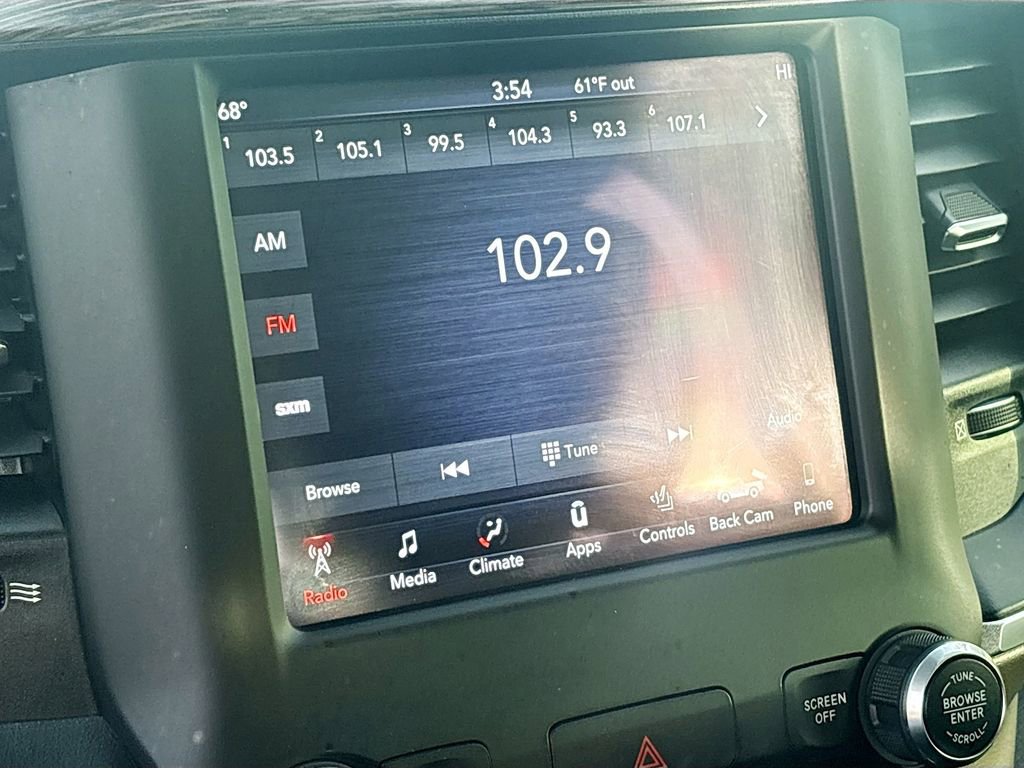 68° 3:54 61°F out HI
1 103.5 2 105.1 3 99.5 4 104.3 5 93.3 6 107.1
AM
102.9
FM
sxm
Browse Tune Audio
Radio Media Climate Apps Controls Back Cam Phone
SCREEN
OFF
TUNE
BROWSE
ENTER
SCROLL